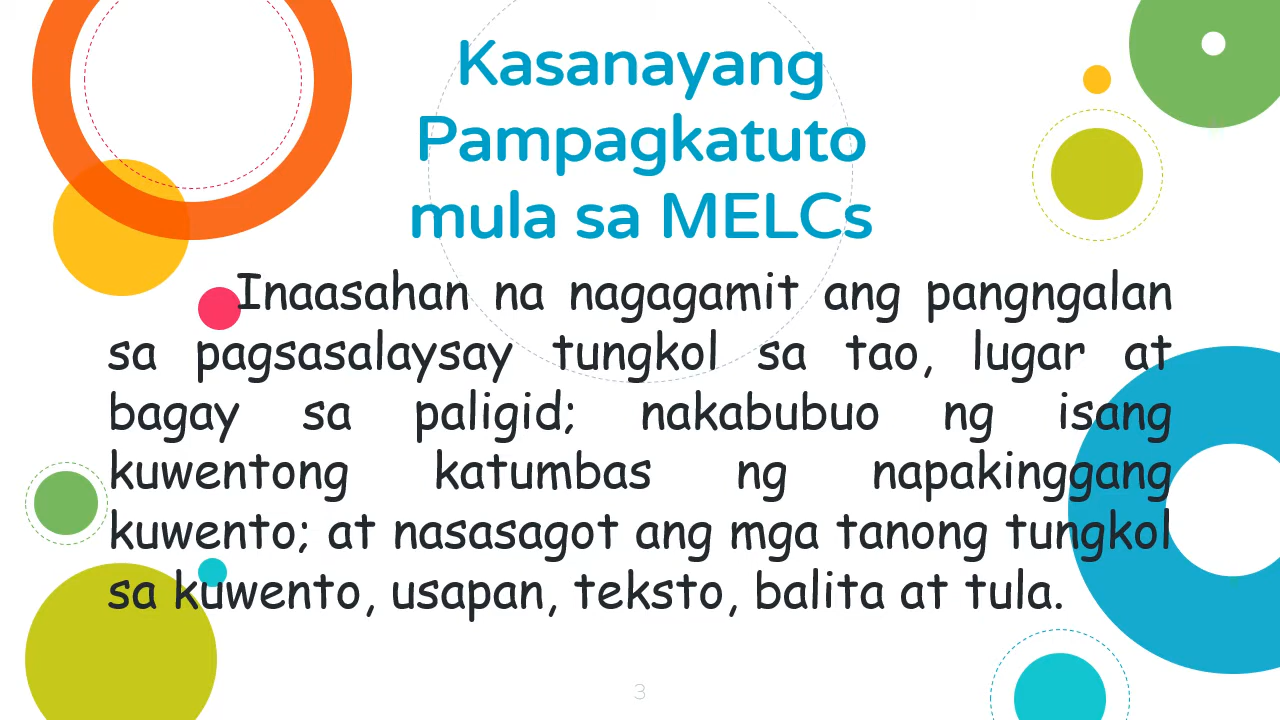 Kasanayang
Pampagkatuto
mula sa MELCs
Inaasahan na nagagamit ang pangngalan
sa pagsasalaysay tungkol sa tao, lugar at
bagay sa paligid; nakabubuo ng isang
kuwentong katumbas ng napakinggang
kuwento; at nasasagot ang mga tanong tungkol
sa kuwento, usapan, teksto, balita at tula.
3